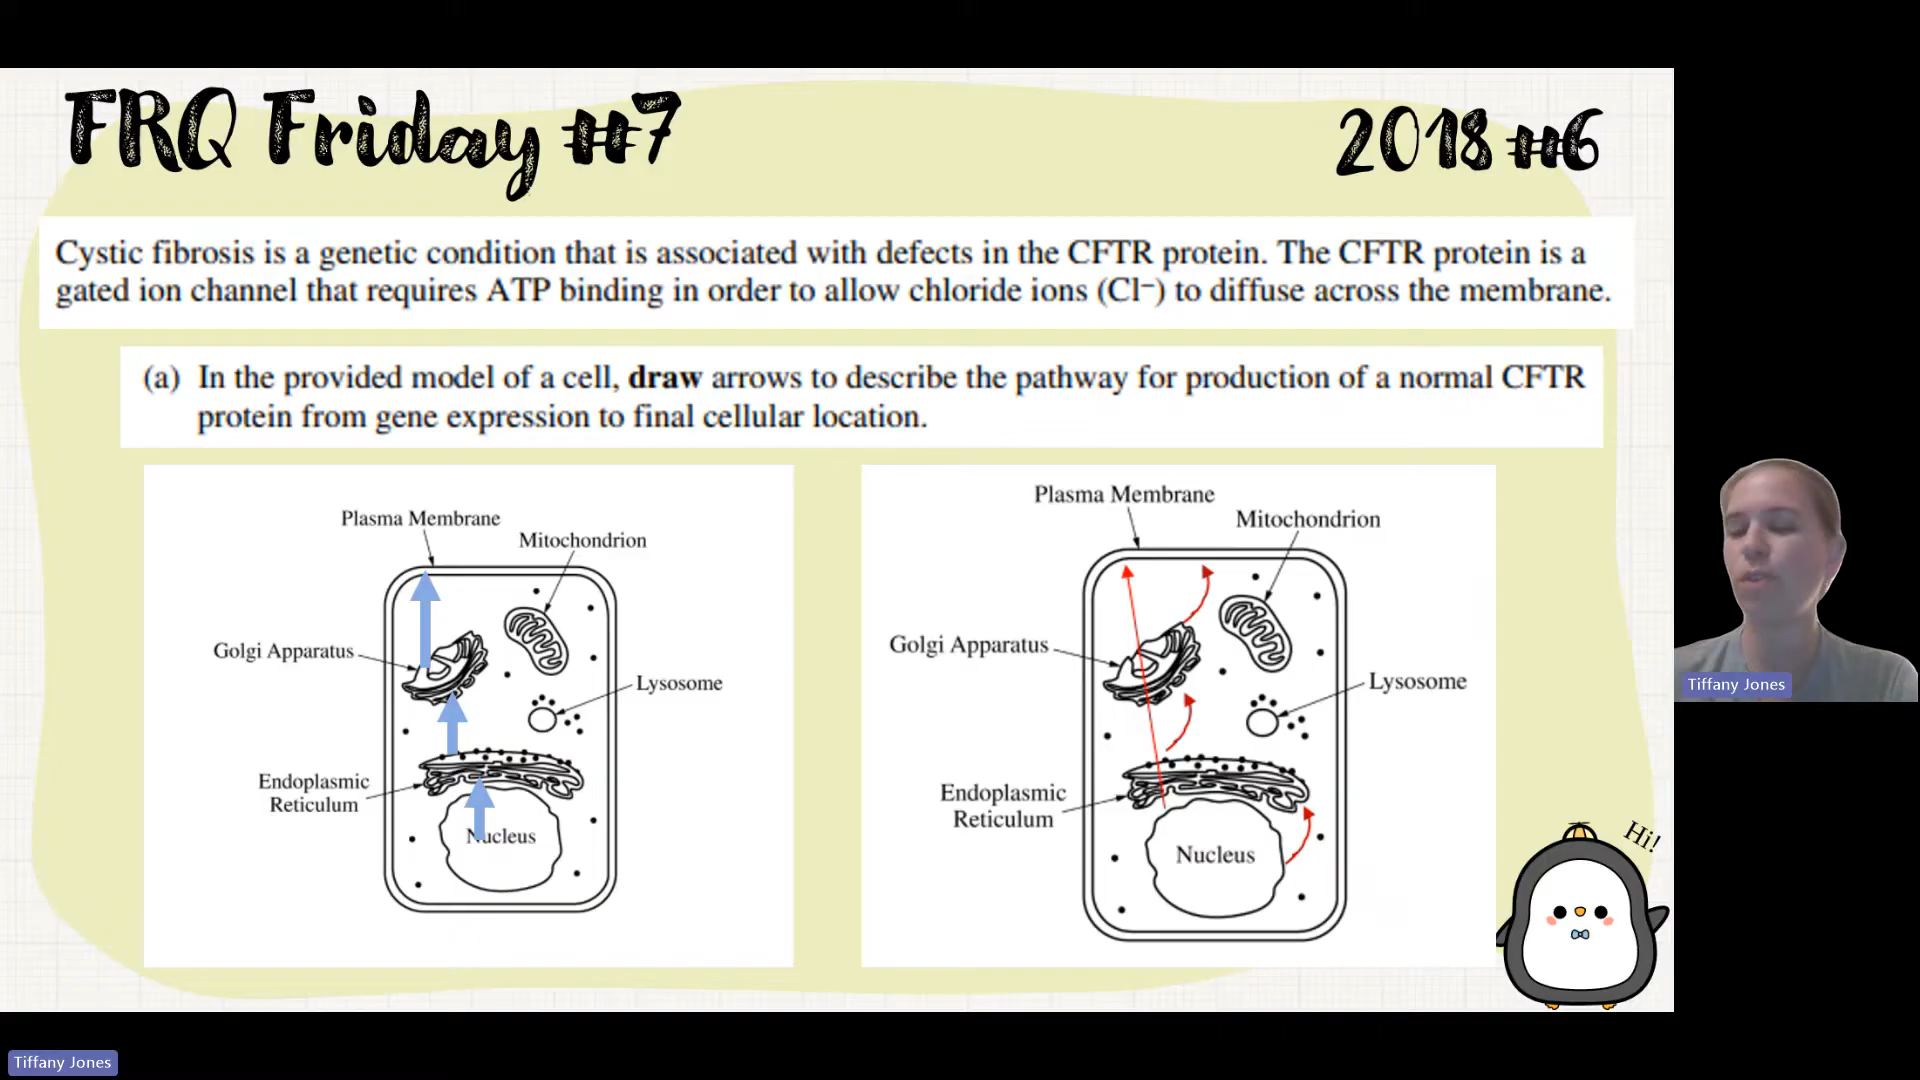 FRQ Friday #7
2018 #6
Cystic fibrosis is a genetic condition that is associated with defects in the CFTR protein. The CFTR protein is a
gated ion channel that requires ATP binding in order to allow chloride ions (Cl−) to diffuse across the membrane.
(a) In the provided model of a cell, draw arrows to describe the pathway for production of a normal CFTR
protein from gene expression to final cellular location.
Plasma Membrane
Mitochondrion
Golgi Apparatus
Lysosome
Endoplasmic
Reticulum
Nucleus
Plasma Membrane
Mitochondrion
Golgi Apparatus
Lysosome
Endoplasmic
Reticulum
Nucleus
Hi!
Tiffany Jones
Tiffany Jones